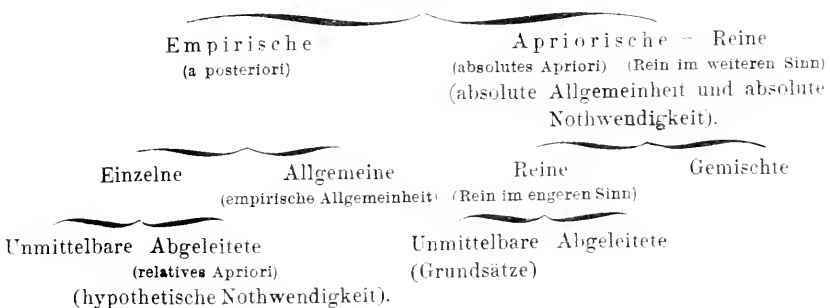 Empirische Apriorische – Reine
(a posteriori) (absolutes Apriori) (Rein im weiteren Sinn)
(absolute Allgemeinheit und absolute
Nothwendigkeit).
Einzelne Allgemeine Reine Gemischte
(empirische Allgemeinheit) (Rein im engeren Sinn)
Unmittelbare Abgeleitete Unmittelbare Abgeleitete
(relatives Apriori) (Grundsätze)
(hypothetische Nothwendigkeit).